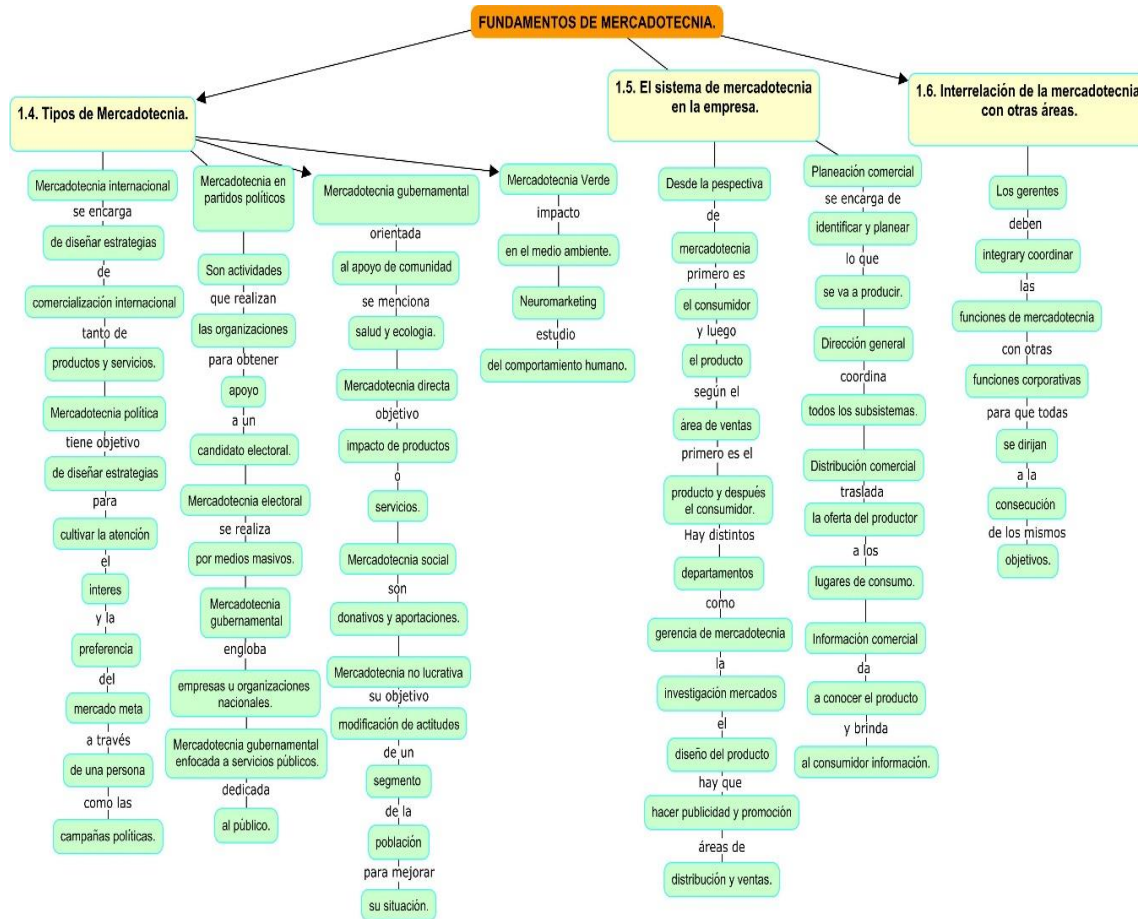 FUNDAMENTOS DE MERCADOTECNIA.
1.4. Tipos de Mercadotecnia.
Mercadotecnia internacional
se encarga
de diseñar estrategias
de
comercialización internacional
tanto de
productos y servicios.
Mercadotecnia política
tiene objetivo
de diseñar estrategias
para
cultivar la atención
el
interes
y la
preferencia
del
mercado meta
a través
de una persona
como las
campañas políticas.
Mercadotecnia en
partidos políticos
Son actividades
que realizan
las organizaciones
para obtener
apoyo
a un
candidato electoral.
Mercadotecnia electoral
se realiza
por medios masivos.
Mercadotecnia
gubernamental
engloba
empresas u organizaciones
nacionales.
Mercadotecnia gubernamental
enfocada a servicios públicos.
dedicada
al público.
Mercadotecnia gubernamental
orientada
al apoyo de comunidad
se menciona
salud y ecologia.
Mercadotecnia directa
objetivo
impacto de productos
o
servicios.
Mercadotecnia social
son
donativos y aportaciones.
Mercadotecnia no lucrativa
su objetivo
modificación de actitudes
de un
segmento
de la
población
para mejorar
su situación.
Mercadotecnia Verde
impacto
en el medio ambiente.
Neuromarketing
estudio
del comportamiento humano.
1.5. El sistema de mercadotecnia
en la empresa.
Desde la pespectiva
de
mercadotecnia
primero es
el consumidor
y luego
el producto
según el
área de ventas
primero es el
producto y después
el consumidor.
Hay distintos
departamentos
como
gerencia de mercadotecnia
la
investigación mercados
el
diseño del producto
hay que
hacer publicidad y promoción
áreas de
distribución y ventas.
Planeación comercial
se encarga de
identificar y planear
lo que
se va a producir.
Dirección general
coordina
todos los subsistemas.
Distribución comercial
traslada
la oferta del productor
a los
lugares de consumo.
Información comercial
da
a conocer el producto
y brinda
al consumidor información.
1.6. Interrelación de la mercadotecnia
con otras áreas.
Los gerentes
deben
integrary coordinar
las
funciones de mercadotecnia
con otras
funciones corporativas
para que todas
se dirijan
a la
consecución
de los mismos
objetivos.